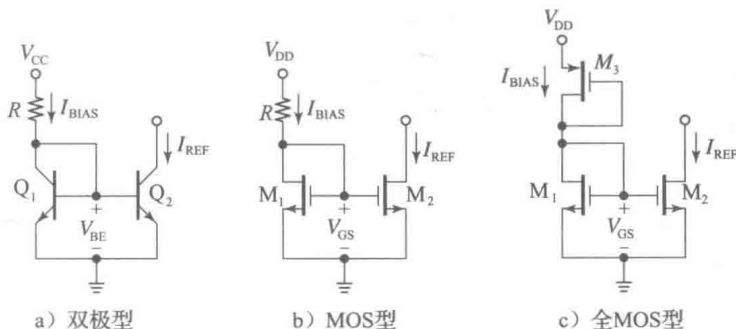 V_CC
R
I_BIAS
I_REF
Q_1
Q_2
+
V_BE
−
a）双极型
V_DD
R
I_BIAS
I_REF
M_1
M_2
+
V_GS
−
b）MOS型
V_DD
M_3
I_BIAS
I_REF
M_1
M_2
+
V_GS
−
c）全MOS型